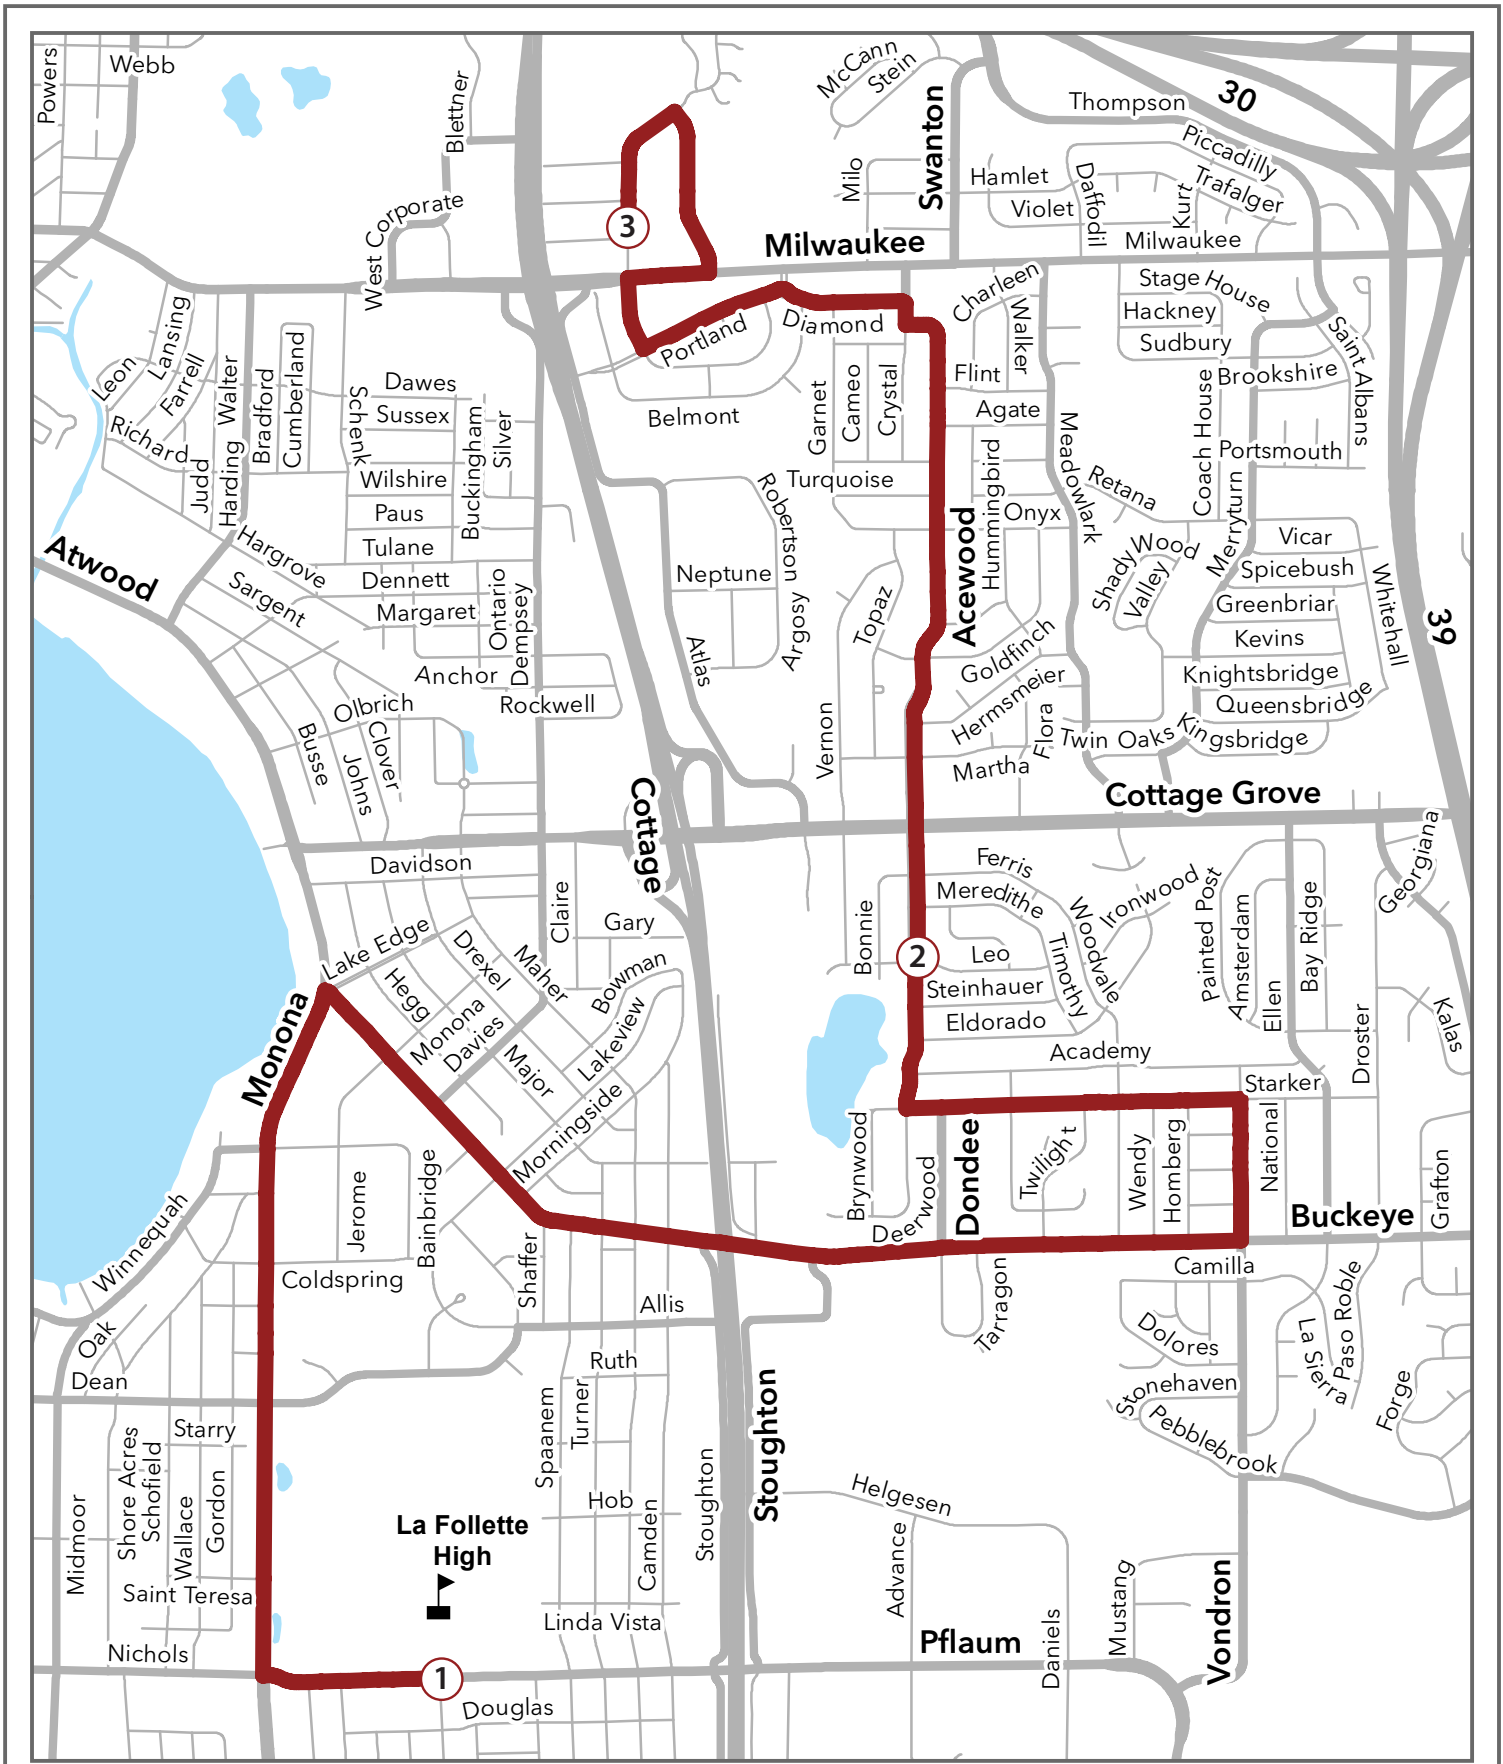 Powers
Webb
Blettner
McCann
Stein
Swanton
30
Thompson
Piccadilly
Trafalger
Kurt
Daffodil
Hamlet
Violet
Milo
West Corporate
3
Milwaukee
Milwaukee
Lansing
Leon
Farrell
Richard
Judd
Walter
Harding
Bradford
Cumberland
Schenk
Dawes
Sussex
Buckingham
Silver
Wilshire
Paus
Tulane
Portland
Diamond
Belmont
Garnet
Cameo
Crystal
Turquoise
Charleen
Walker
Flint
Agate
Hummingbird
Onyx
Meadowlark
Stage House
Hackney
Sudbury
Brookshire
Saint Albans
Coach House
Portsmouth
Merryturn
Retana
Shady Wood
Valley
Vicar
Spicebush
Greenbriar
Kevins
Knightsbridge
Queensbridge
Kingsbridge
Whitehall
39
Atwood
Hargrove
Sargent
Dennett
Margaret
Ontario
Dempsey
Anchor
Rockwell
Olbrich
Clover
Busse
Johns
Robertson
Neptune
Argosy
Atlas
Topaz
Vernon
Acewood
Goldfinch
Hermsmeier
Flora
Martha
Twin Oaks
Cottage Grove
Cottage
Davidson
Claire
Gary
Lake Edge
Drexel
Maher
Hegg
Bowman
Monona
Davies
Lakeview
Major
Morningside
Monona
Bonnie
Ferris
Meredithe
Woodvale
Ironwood
Timothy
Leo
2
Steinhauer
Eldorado
Academy
Painted Post
Amsterdam
Ellen
Bay Ridge
Georgiana
Droster
Kalas
Starker
National
Brynwood
Deerwood
Dondee
Twilight
Wendy
Homberg
Buckeye
Grafton
Winnequah
Jerome
Bainbridge
Coldspring
Shaffer
Allis
Oak
Dean
Tarragon
Camilla
Dolores
La Sierra
Paso Roble
Stonehaven
Pebblebrook
Forge
Starry
Shore Acres
Schofield
Wallace
Gordon
Midmoor
Saint Teresa
Nichols
Ruth
Turner
Spaanem
Hob
Camden
Stoughton
Stoughton
Linda Vista
La Follette
High
1
Douglas
Helgesen
Advance
Pflaum
Daniels
Mustang
Vondron